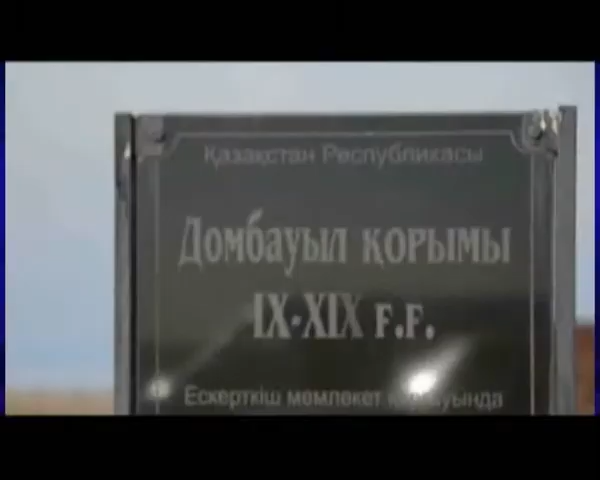 Қазақстан Республикасы
Домбауыл қорымы
IX-XIX ғ.ғ.
Ескерткіш мемлекет